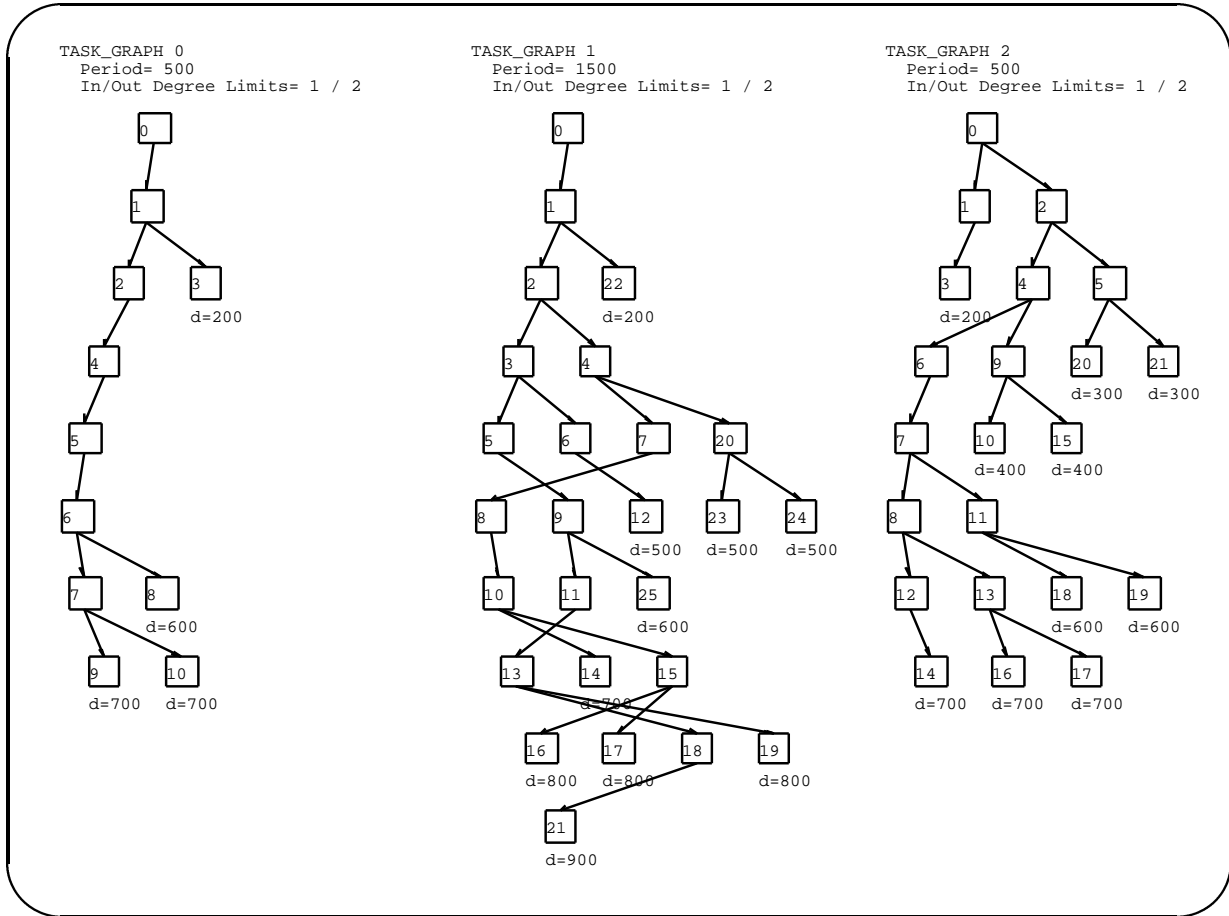 TASK_GRAPH 0
Period= 500
In/Out Degree Limits= 1 / 2
0
1
2 3
d=200
4
5
6
7 8
d=600
9 10
d=700 d=700
TASK_GRAPH 1
Period= 1500
In/Out Degree Limits= 1 / 2
0
1
2 22
d=200
3 4
5 6 7 20
8 9 12 23 24
d=500 d=500 d=500
10 11 25
d=600
13 14 15
d=700
16 17 18 19
d=800 d=800 d=800
21
d=900
TASK_GRAPH 2
Period= 500
In/Out Degree Limits= 1 / 2
0
1 2
3 4 5
d=200
6 9 20 21
d=300 d=300
7 10 15
d=400 d=400
8 11
12 13 18 19
d=600 d=600
14 16 17
d=700 d=700 d=700